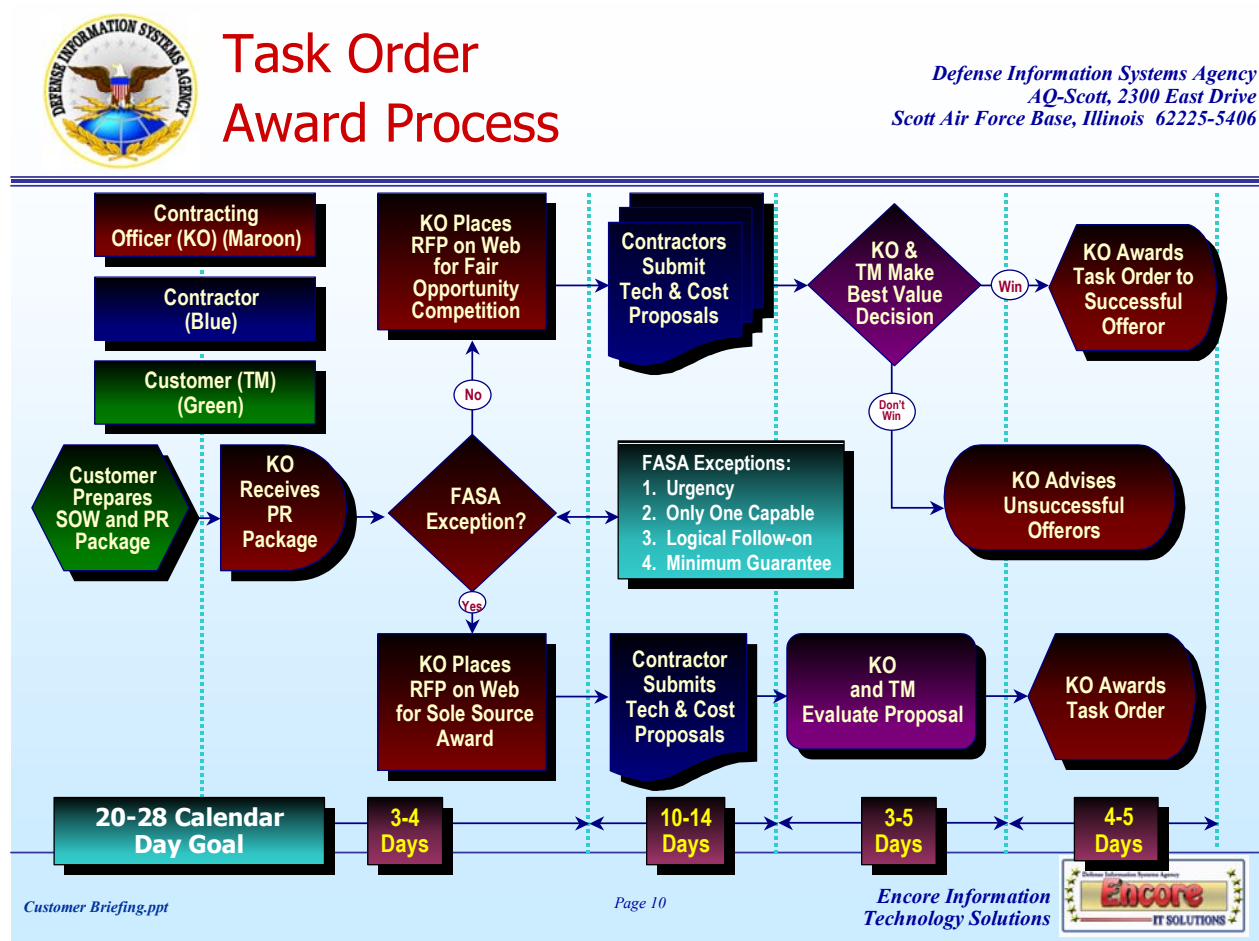 DEFENSE INFORMATION SYSTEMS AGENCY
Task Order
Award Process
Defense Information Systems Agency
AQ-Scott, 2300 East Drive
Scott Air Force Base, Illinois  62225-5406
Contracting
Officer (KO) (Maroon)
Contractor
(Blue)
Customer (TM)
(Green)
KO Places
RFP on Web
for Fair
Opportunity
Competition
Contractors
Submit
Tech & Cost
Proposals
KO &
TM Make
Best Value
Decision
Win
KO Awards
Task Order to
Successful
Offeror
No
Don't
Win
Customer
Prepares
SOW and PR
Package
KO
Receives
PR
Package
FASA
Exception?
FASA Exceptions:
1. Urgency
2. Only One Capable
3. Logical Follow-on
4. Minimum Guarantee
KO Advises
Unsuccessful
Offerors
Yes
KO Places
RFP on Web
for Sole Source
Award
Contractor
Submits
Tech & Cost
Proposals
KO
and TM
Evaluate Proposal
KO Awards
Task Order
20-28 Calendar
Day Goal
3-4
Days
10-14
Days
3-5
Days
4-5
Days
Customer Briefing.ppt
Page 10
Encore Information
Technology Solutions
Defense Information Systems Agency
Encore
IT SOLUTIONS